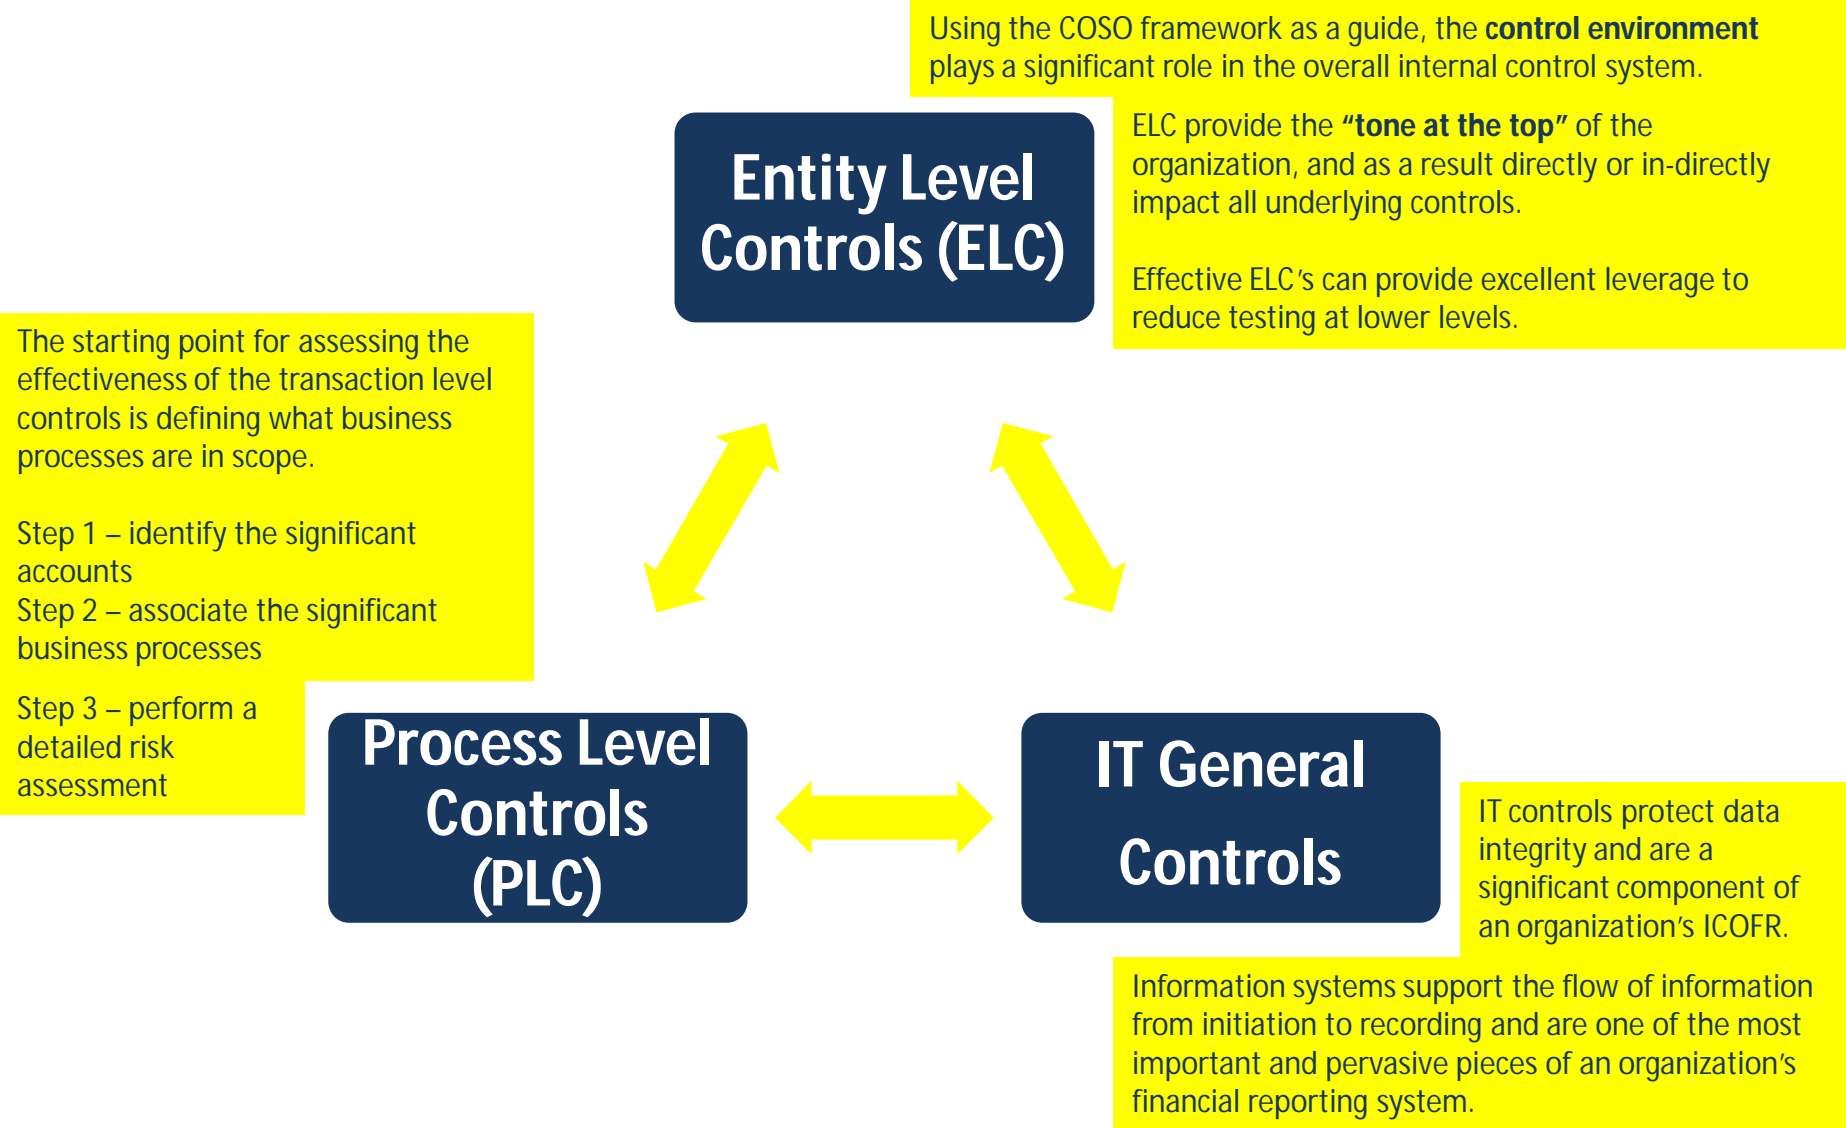 Using the COSO framework as a guide, the control environment
plays a significant role in the overall internal control system.
Entity Level
Controls (ELC)
ELC provide the “tone at the top” of the
organization, and as a result directly or in-directly
impact all underlying controls.
Effective ELC’s can provide excellent leverage to
reduce testing at lower levels.
The starting point for assessing the
effectiveness of the transaction level
controls is defining what business
processes are in scope.
Step 1 – identify the significant
accounts
Step 2 – associate the significant
business processes
Step 3 – perform a
detailed risk
assessment
Process Level
Controls
(PLC)
IT General
Controls
IT controls protect data
integrity and are a
significant component of
an organization’s ICOFR.
Information systems support the flow of information
from initiation to recording and are one of the most
important and pervasive pieces of an organization’s
financial reporting system.